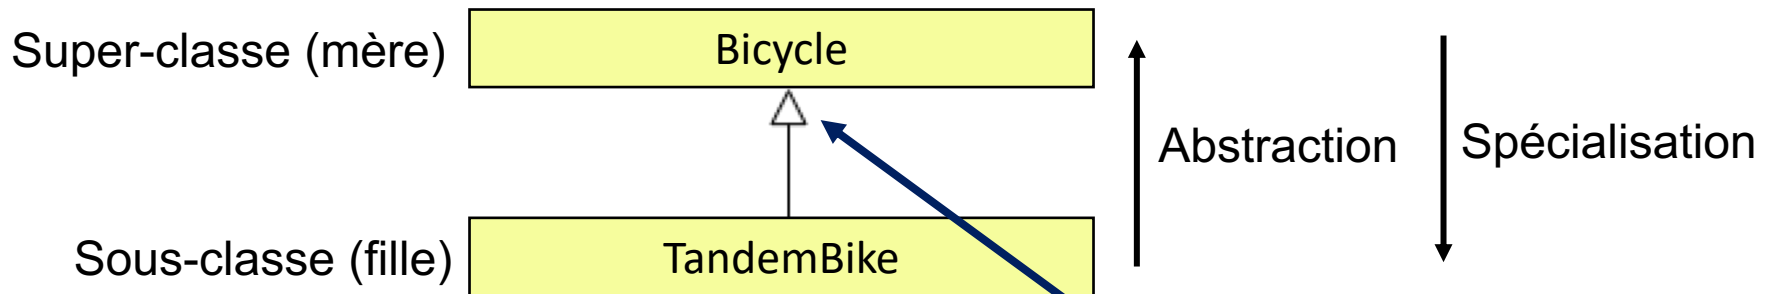 Super-classe (mère)
Bicycle
Abstraction
Spécialisation
Sous-classe (fille)
TandemBike